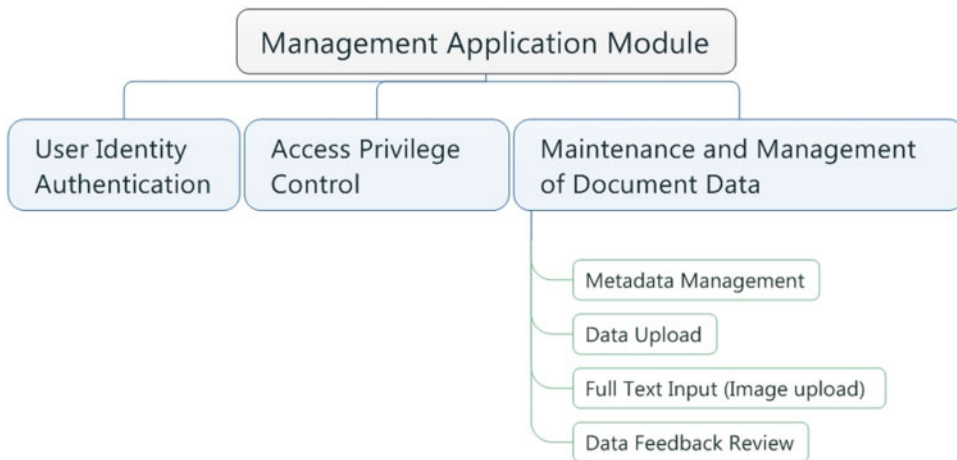 Management Application Module
User Identity
Authentication
Access Privilege
Control
Maintenance and Management
of Document Data
Metadata Management
Data Upload
Full Text Input (Image upload)
Data Feedback Review